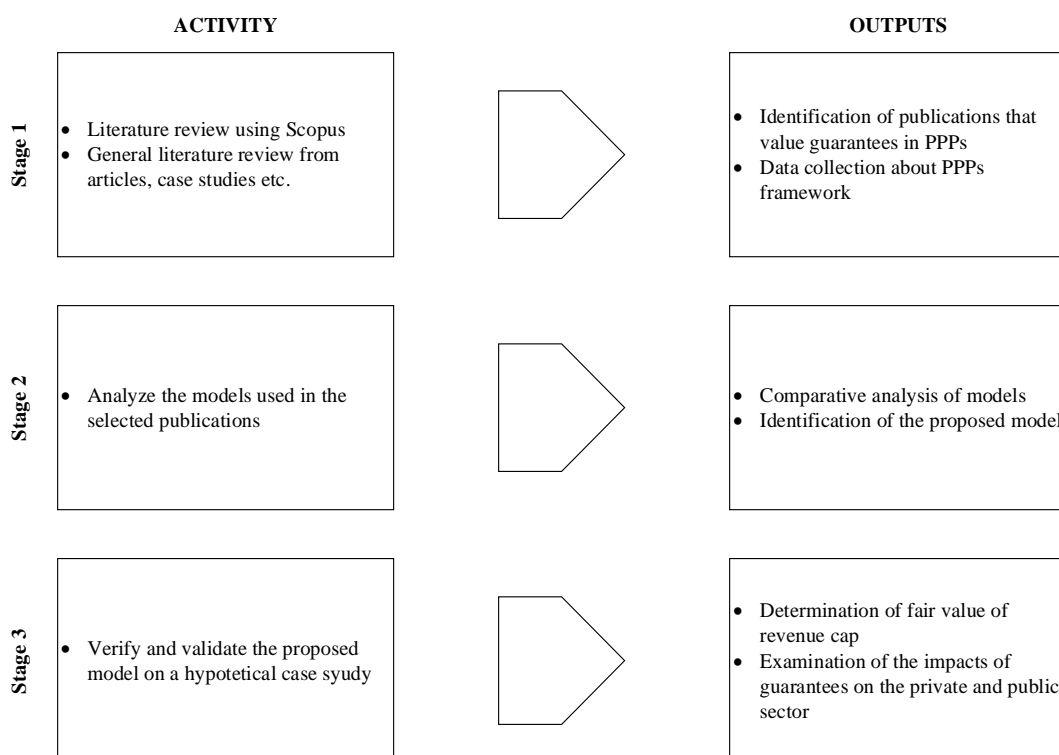 ACTIVITY
OUTPUTS
Stage 1
• Literature review using Scopus
• General literature review from
articles, case studies etc.
• Identification of publications that
value guarantees in PPPs
• Data collection about PPPs
framework
Stage 2
• Analyze the models used in the
selected publications
• Comparative analysis of models
• Identification of the proposed model
Stage 3
• Verify and validate the proposed
model on a hypotetical case syudy
• Determination of fair value of
revenue cap
• Examination of the impacts of
guarantees on the private and public
sector